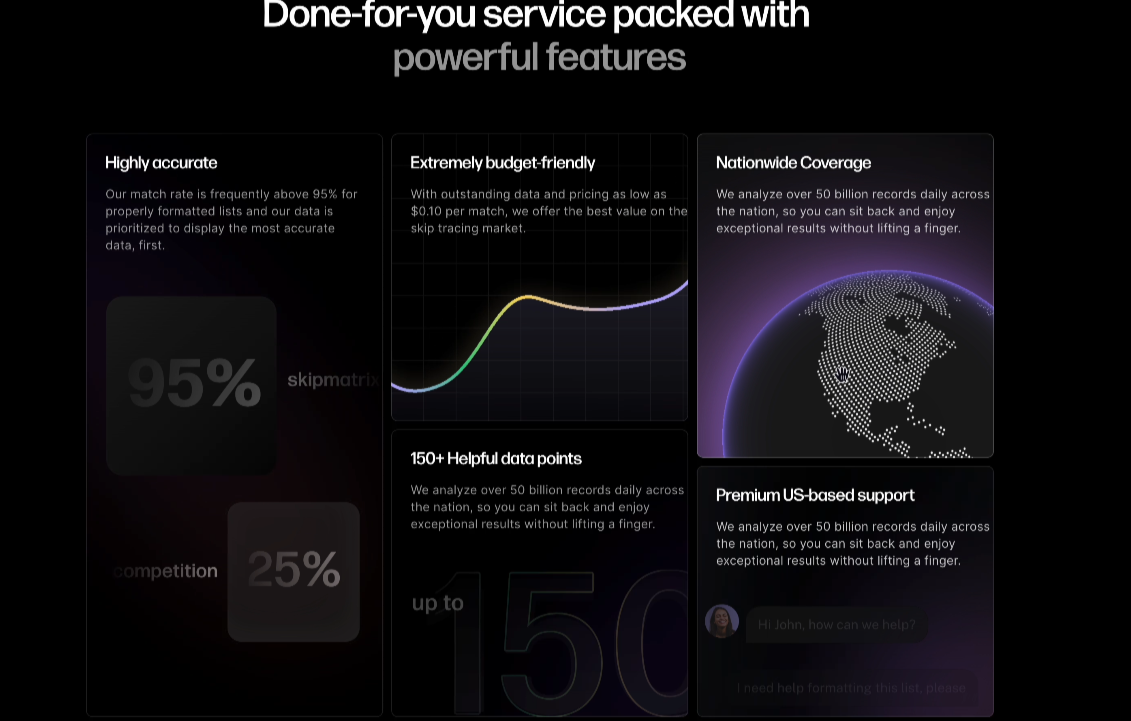 Done-for-you service packed with
powerful features
Highly accurate
Our match rate is frequently above 95% for
properly formatted lists and our data is
prioritized to display the most accurate
data, first.
95%
skipmatrix
competition
25%
Extremely budget-friendly
With outstanding data and pricing as low as
$0.10 per match, we offer the best value on the
skip tracing market.
150+ Helpful data points
We analyze over 50 billion records daily across
the nation, so you can sit back and enjoy
exceptional results without lifting a finger.
up to
150
Nationwide Coverage
We analyze over 50 billion records daily across
the nation, so you can sit back and enjoy
exceptional results without lifting a finger.
Premium US-based support
We analyze over 50 billion records daily across
the nation, so you can sit back and enjoy
exceptional results without lifting a finger.
Hi John, how can we help?
I need help formatting this list, please